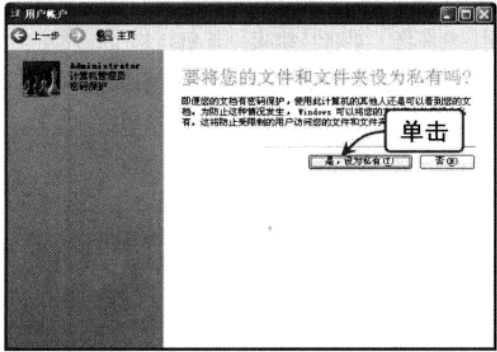 用户帐户
上一步 主页
Administrator
计算机管理员
密码保护
要将您的文件和文件夹设为私有吗?
即便您的文档有密码保护，使用此计算机的其他人还是可以看到您的文
档。为防止这种情况发生， Windows 可以将您的
有。这将防止受限制的用户访问您的文件和文件
单击
是，设为私有(Y)
否(N)